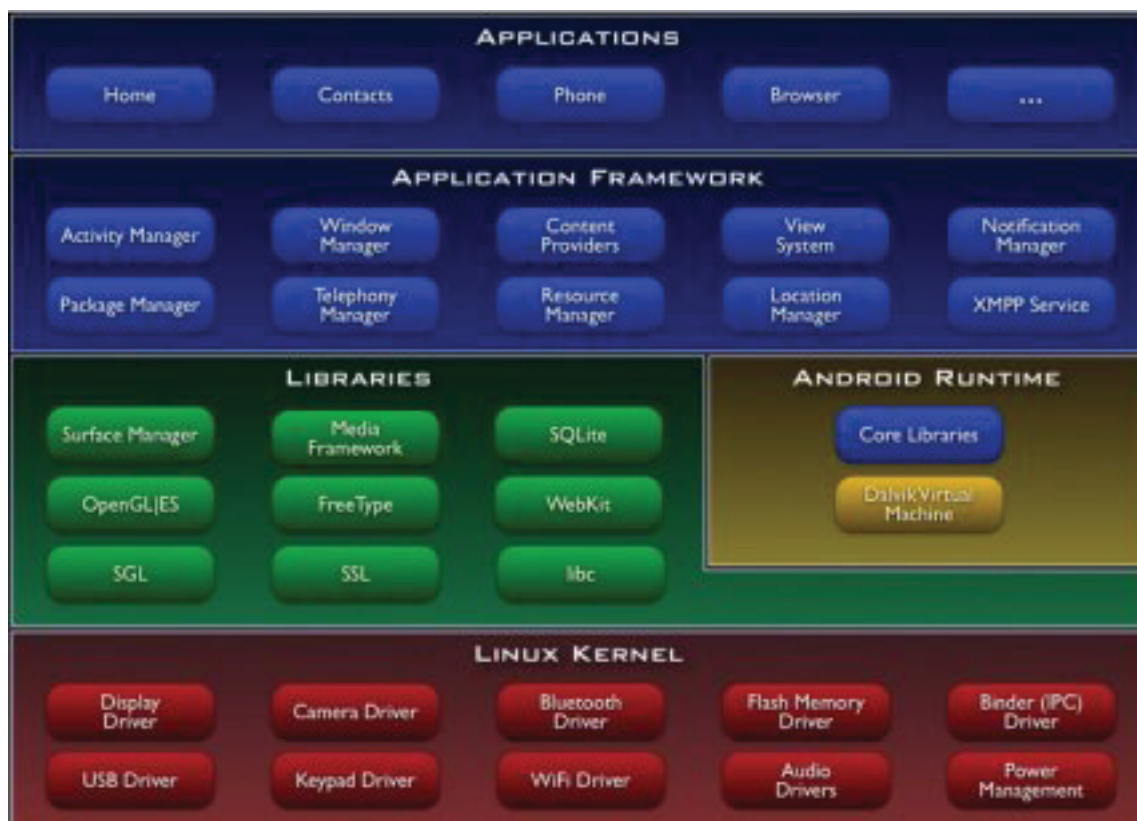 APPLICATIONS
Home
Contacts
Phone
Browser
...
APPLICATION FRAMEWORK
Activity Manager
Window
Manager
Content
Providers
View
System
Notification
Manager
Package Manager
Telephony
Manager
Resource
Manager
Location
Manager
XMPP Service
LIBRARIES
Surface Manager
Media
Framework
SQLite
OpenGL|ES
FreeType
WebKit
SGL
SSL
libc
ANDROID RUNTIME
Core Libraries
Dalvik Virtual
Machine
LINUX KERNEL
Display
Driver
Camera Driver
Bluetooth
Driver
Flash Memory
Driver
Binder (IPC)
Driver
USB Driver
Keypad Driver
WiFi Driver
Audio
Drivers
Power
Management